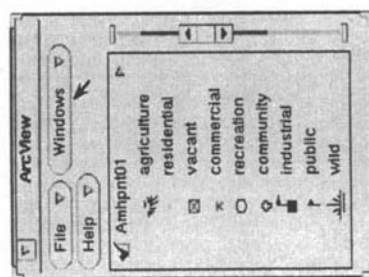 ArcView
File Windows
Help
Amhpnt01
agriculture
residential
vacant
commercial
recreation
community
industrial
public
wild